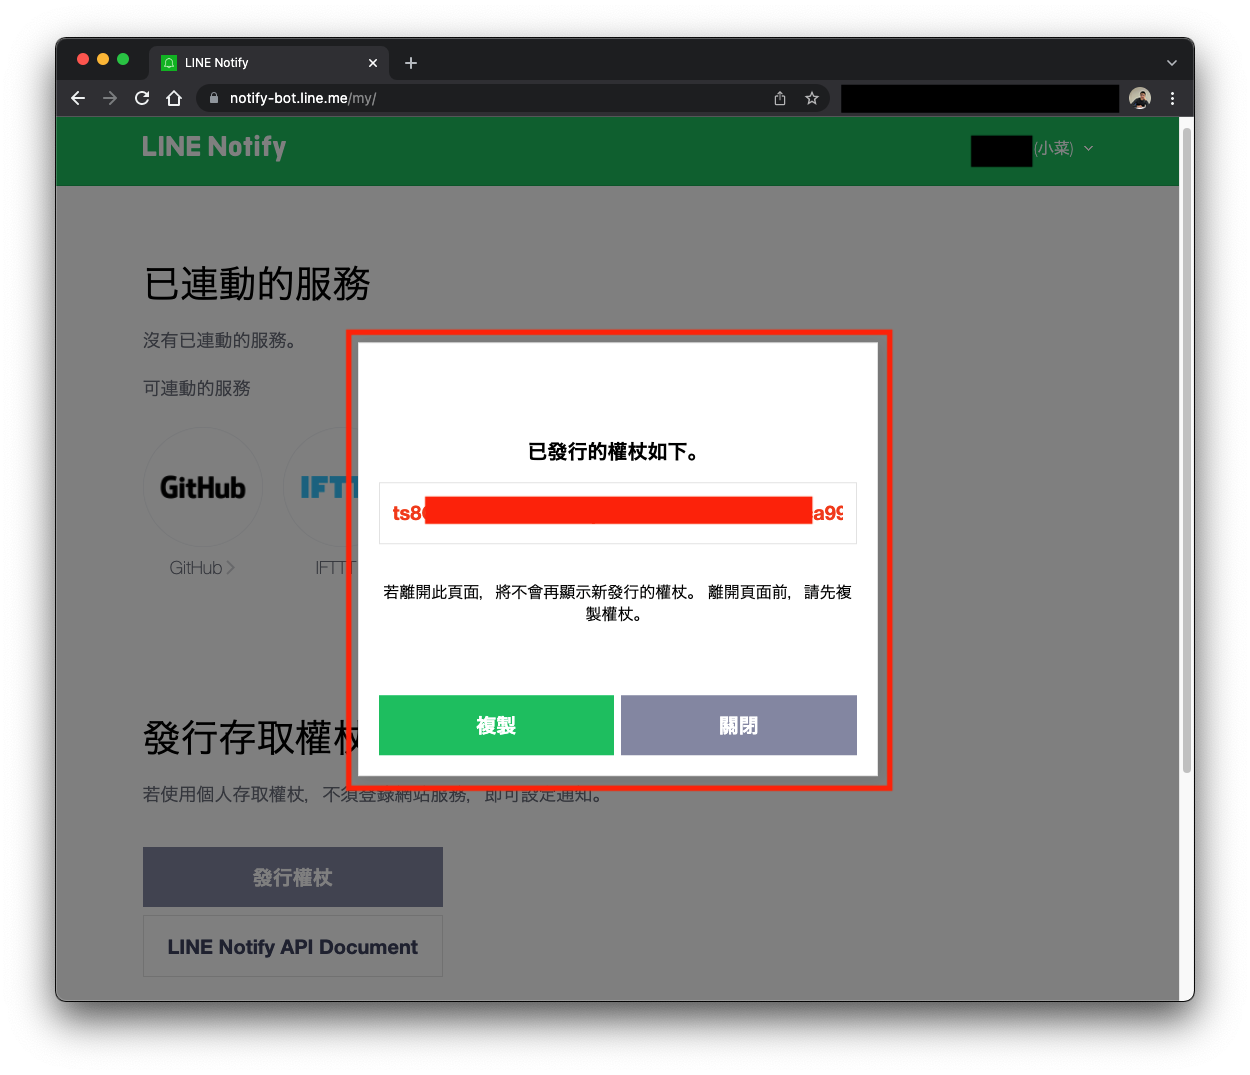 LINE Notify
notify-bot.line.me/my/
LINE Notify
(小菜)
已連動的服務
沒有已連動的服務。
可連動的服務
GitHub
IFTT
GitHub
IFTTT
已發行的權杖如下。
ts8
a99
若離開此頁面，將不會再顯示新發行的權杖。 離開頁面前，請先複
製權杖。
複製
關閉
發行存取權杖
若使用個人存取權杖，不須登錄網站服務，即可設定通知。
發行權杖
LINE Notify API Document